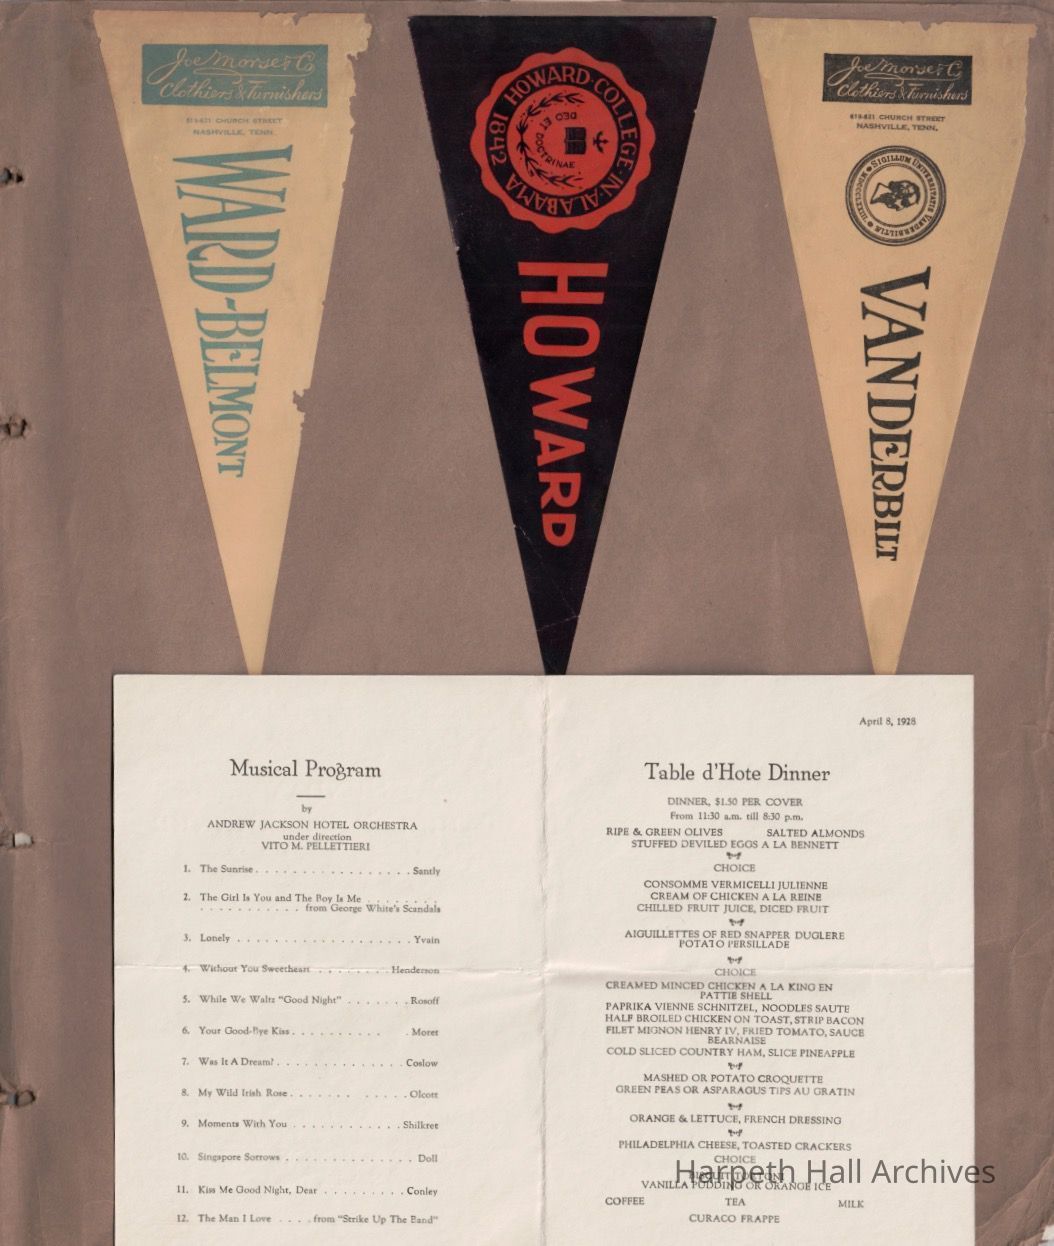 Joe Morse & Co
Clothiers & Furnishers
619-621 CHURCH STREET
NASHVILLE, TENN.
WARD-BELMONT
HOWARD·COLLEGE·IN·ALABAMA
1842
DEO
ET DOCTRINAE
HOWARD
Joe Morse & Co
Clothiers & Furnishers
619-621 CHURCH STREET
NASHVILLE, TENN.
SIGILLUM UNIVERSITATIS VANDERBILTIÆ
VANDERBILT
Musical Program
by
ANDREW JACKSON HOTEL ORCHESTRA
under direction
VITO M. PELLETTIERI
1. The Sunrise . . . . . . . . . . . . . . . . . Santly
2. The Girl Is You and The Boy Is Me . . . . . . . .
. . . . . . . . . . . from George White's Scandals
3. Lonely . . . . . . . . . . . . . . . . . . . Yvain
4. Without You Sweetheart . . . . . . . . Henderson
5. While We Waltz "Good Night" . . . . . . . Rosoff
6. Your Good-Bye Kiss . . . . . . . . Moret
7. Was It A Dream? . . . . . . . . . . . . . . Coslow
8. My Wild Irish Rose . . . . . . . . . . . . Olcott
9. Moments With You . . . . . . . . . . . . Shilkret
10. Singapore Sorrows . . . . . . . . . . . . . . Doll
11. Kiss Me Good Night, Dear . . . . . . . . . Conley
12. The Man I Love . . . . from "Strike Up The Band"
April 8, 1928
Table d'Hote Dinner
DINNER, $1.50 PER COVER
From 11:30 a.m. till 8:30 p.m.
RIPE & GREEN OLIVES SALTED ALMONDS
STUFFED DEVILED EGGS A LA BENNETT
CHOICE
CONSOMME VERMICELLI JULIENNE
CREAM OF CHICKEN A LA REINE
CHILLED FRUIT JUICE, DICED FRUIT
AIGUILLETTES OF RED SNAPPER DUGLERE
POTATO PERSILLADE
CHOICE
CREAMED MINCED CHICKEN A LA KING EN
PATTIE SHELL
PAPRIKA VIENNE SCHNITZEL, NOODLES SAUTE
HALF BROILED CHICKEN ON TOAST, STRIP BACON
FILET MIGNON HENRY IV, FRIED TOMATO, SAUCE
BEARNAISE
COLD SLICED COUNTRY HAM, SLICE PINEAPPLE
MASHED OR POTATO CROQUETTE
GREEN PEAS OR ASPARAGUS TIPS AU GRATIN
ORANGE & LETTUCE, FRENCH DRESSING
PHILADELPHIA CHEESE, TOASTED CRACKERS
CHOICE
BISCUIT TORTONI
VANILLA PUDDING OR ORANGE ICE
COFFEE TEA MILK
CURACO FRAPPE
Harpeth Hall Archives